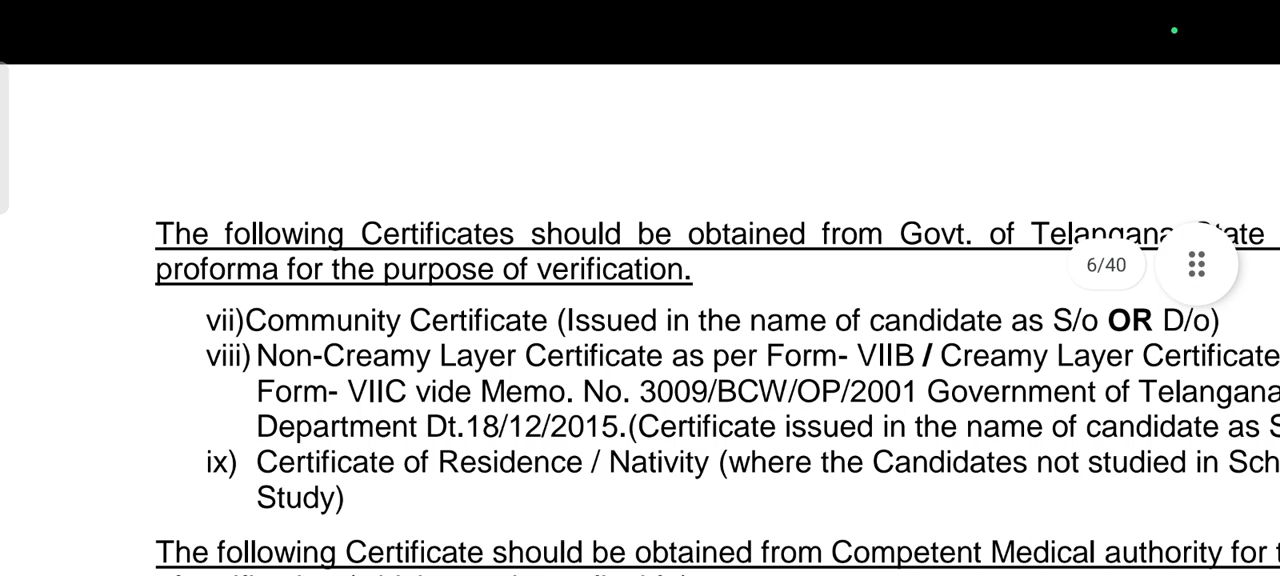 The following Certificates should be obtained from Govt. of Telangana State
proforma for the purpose of verification.
6/40
vii)Community Certificate (Issued in the name of candidate as S/o OR D/o)
viii) Non-Creamy Layer Certificate as per Form- VIIB / Creamy Layer Certificate
Form- VIIC vide Memo. No. 3009/BCW/OP/2001 Government of Telangana
Department Dt.18/12/2015.(Certificate issued in the name of candidate as S
ix) Certificate of Residence / Nativity (where the Candidates not studied in Sch
Study)
The following Certificate should be obtained from Competent Medical authority for